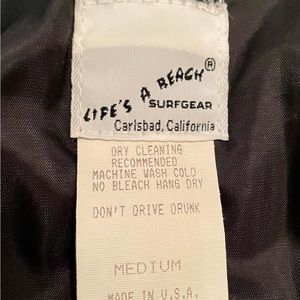 LIFE'S A BEACH®
SURFGEAR
Carlsbad, California
DRY CLEANING
RECOMMENDED
MACHINE WASH COLD
NO BLEACH HANG DRY
DON'T DRIVE DRUNK
MEDIUM
MADE IN U.S.A.